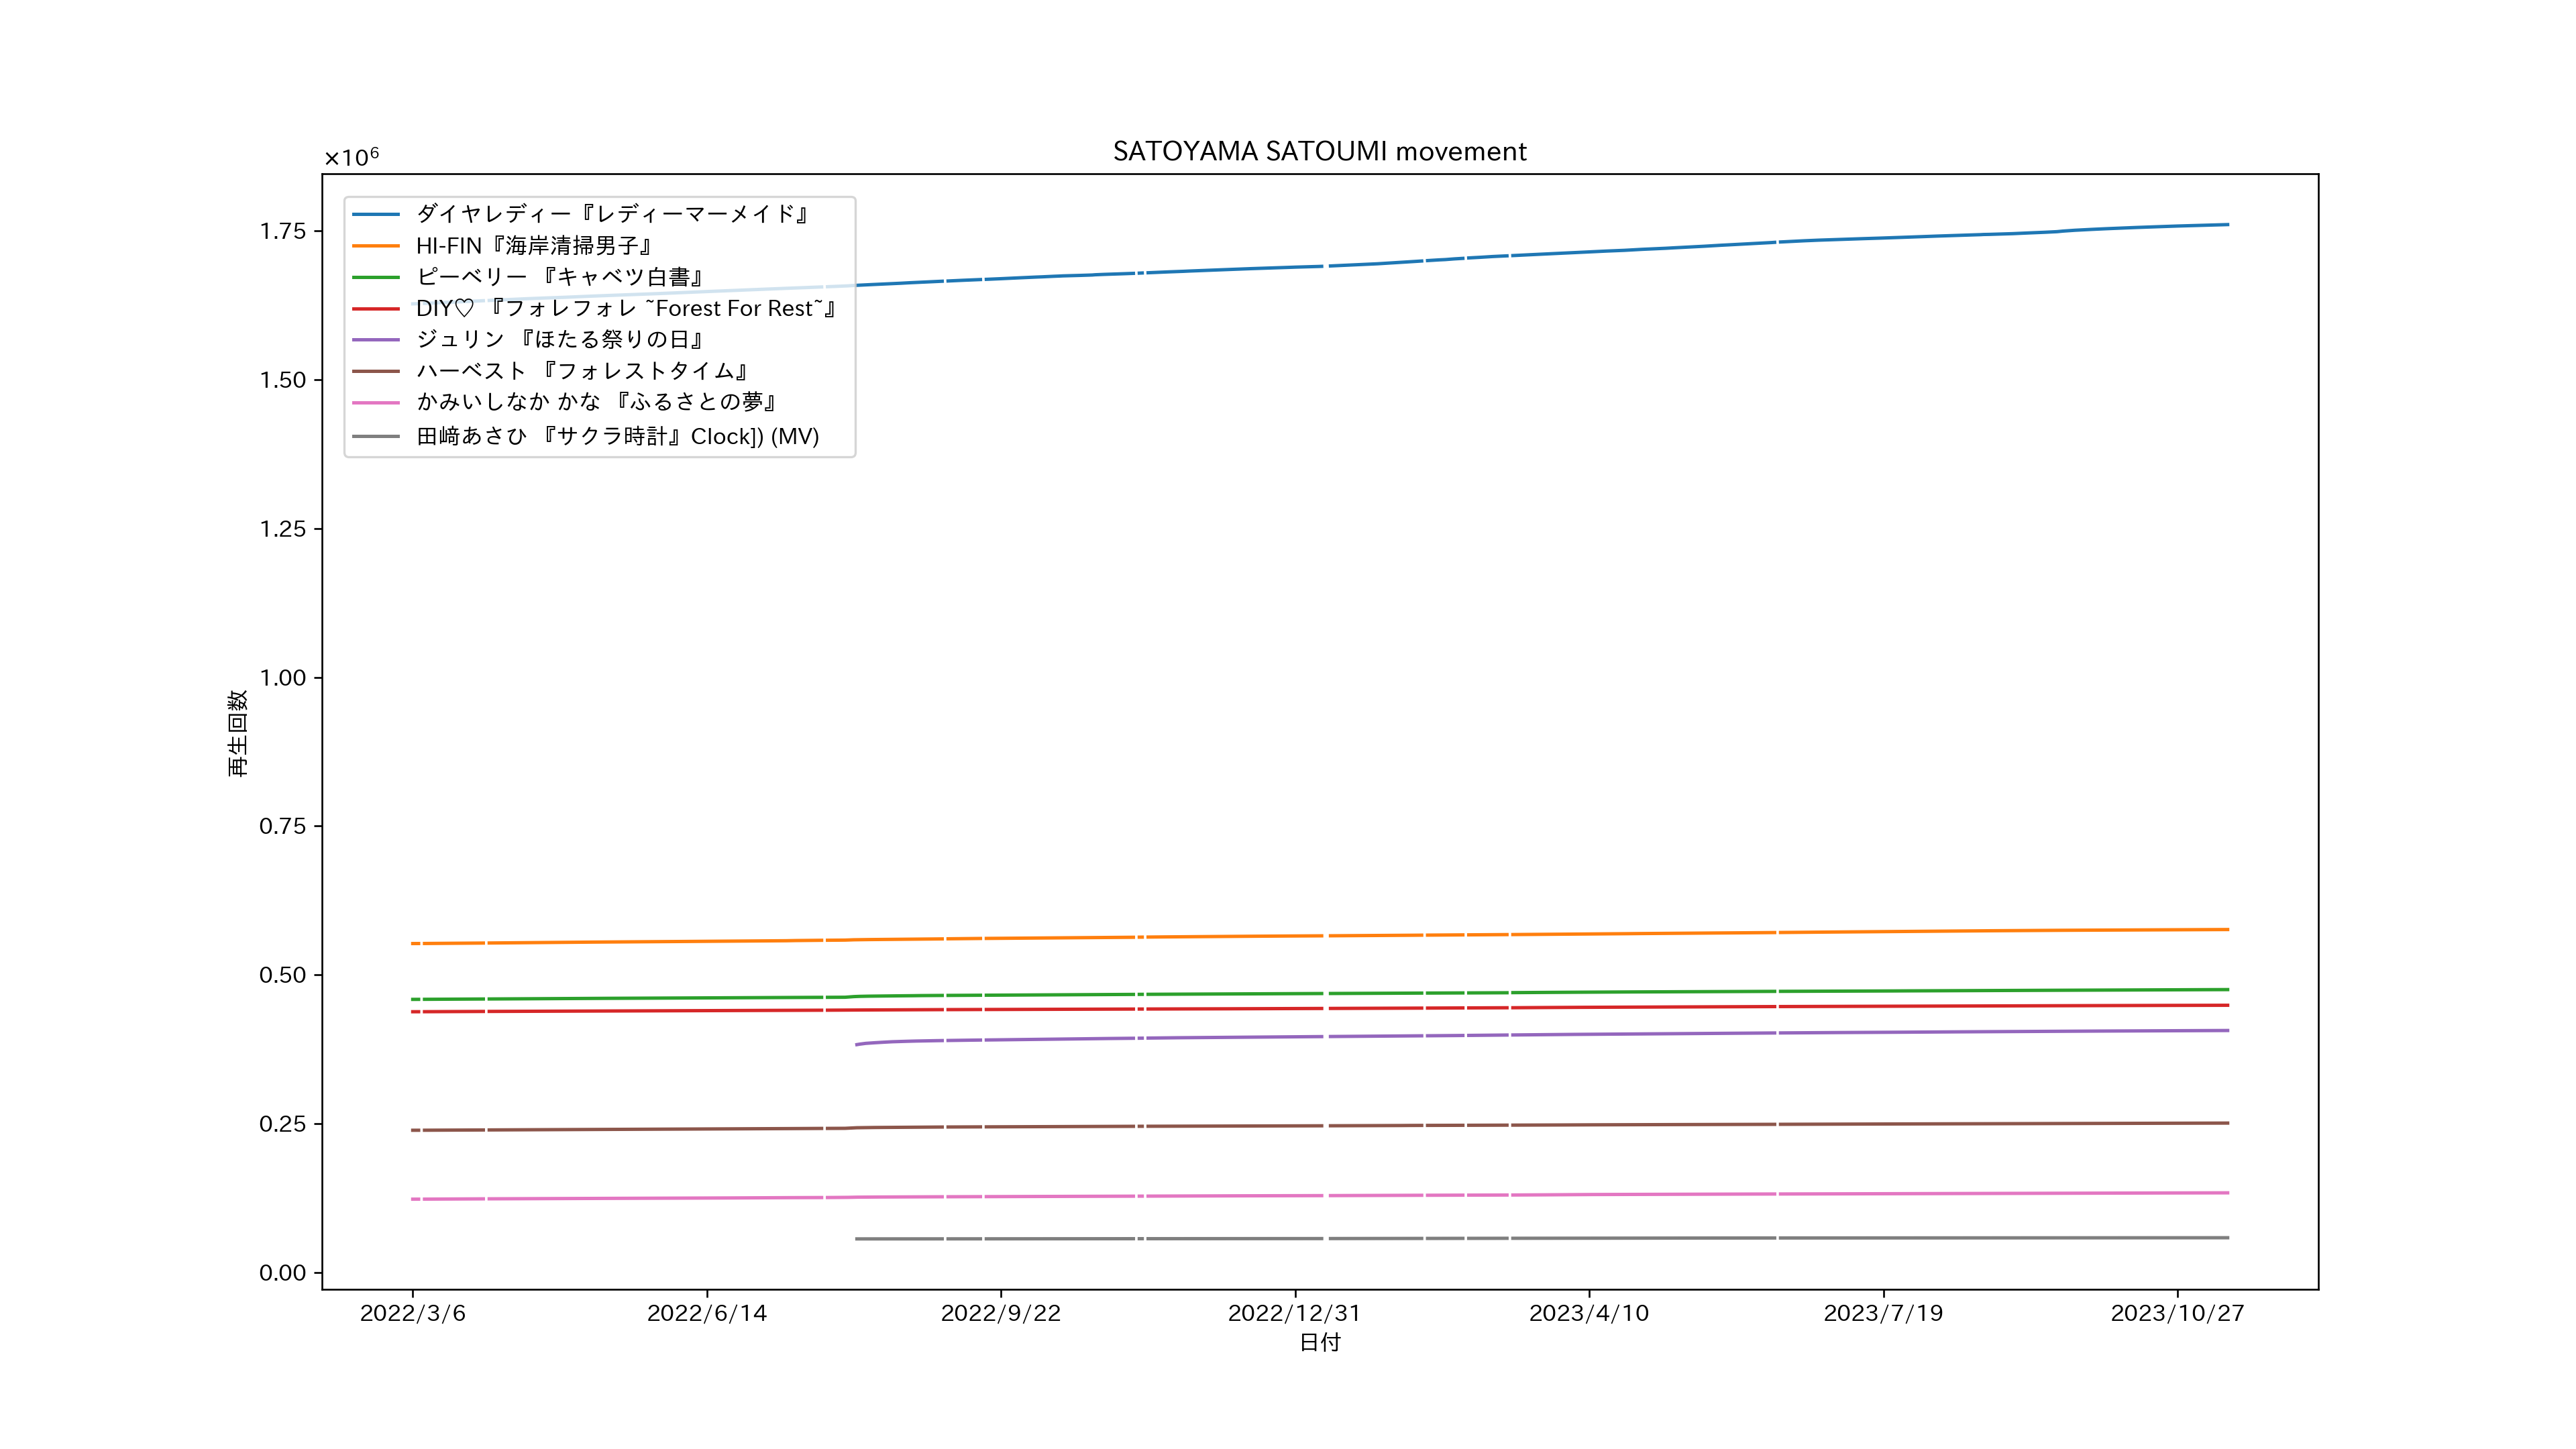 SATOYAMA SATOUMI movement
×10⁶
ダイヤレディー『レディーマーメイド』
HI-FIN『海岸清掃男子』
ピーベリー 『キャベツ白書』
DIY♡ 『フォレフォレ ~Forest For Rest~』
ジュリン 『ほたる祭りの日』
ハーベスト 『フォレストタイム』
かみいしなか かな 『ふるさとの夢』
田﨑あさひ 『サクラ時計』Clock]) (MV)
1.75
1.50
1.25
1.00
0.75
0.50
0.25
0.00
再生回数
2022/3/6
2022/6/14
2022/9/22
2022/12/31
2023/4/10
2023/7/19
2023/10/27
日付